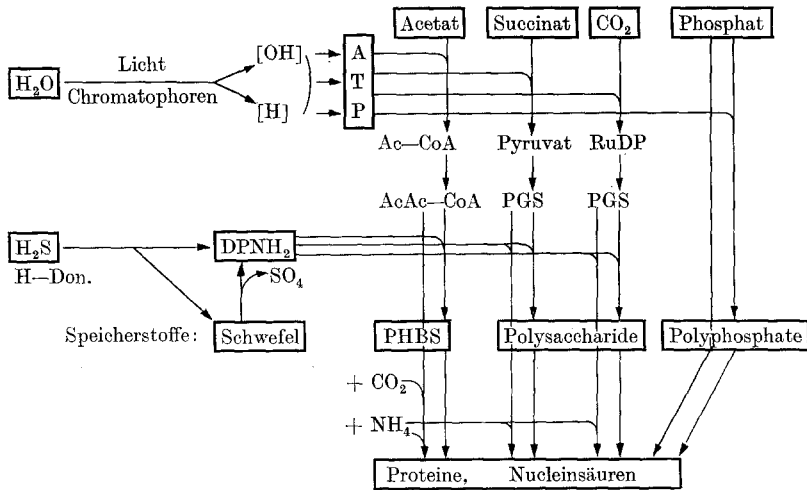 Acetat Succinat CO₂ Phosphat
[OH] A
H₂O Licht T
Chromatophoren
[H] P
Ac—CoA Pyruvat RuDP
AcAc—CoA PGS PGS
H₂S DPNH₂
H—Don. SO₄
Speicherstoffe: Schwefel PHBS Polysaccharide Polyphosphate
+ CO₂
+ NH₄
Proteine, Nucleinsäuren